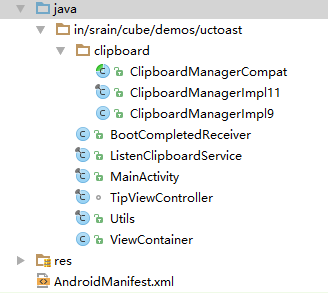 java
in/srain/cube/demos/uctoast
clipboard
ClipboardManagerCompat
ClipboardManagerImpl11
ClipboardManagerImpl9
BootCompletedReceiver
ListenClipboardService
MainActivity
TipViewController
Utils
ViewContainer
res
AndroidManifest.xml